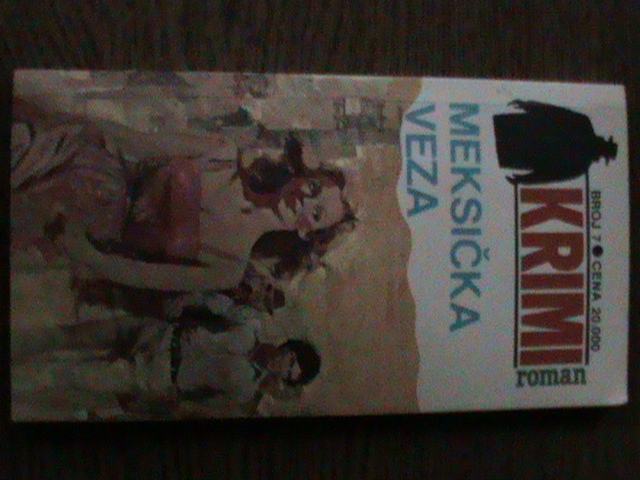 BROJ 7 ● CENA 20.000
KRIMI
roman
MEKSIČKA
VEZA